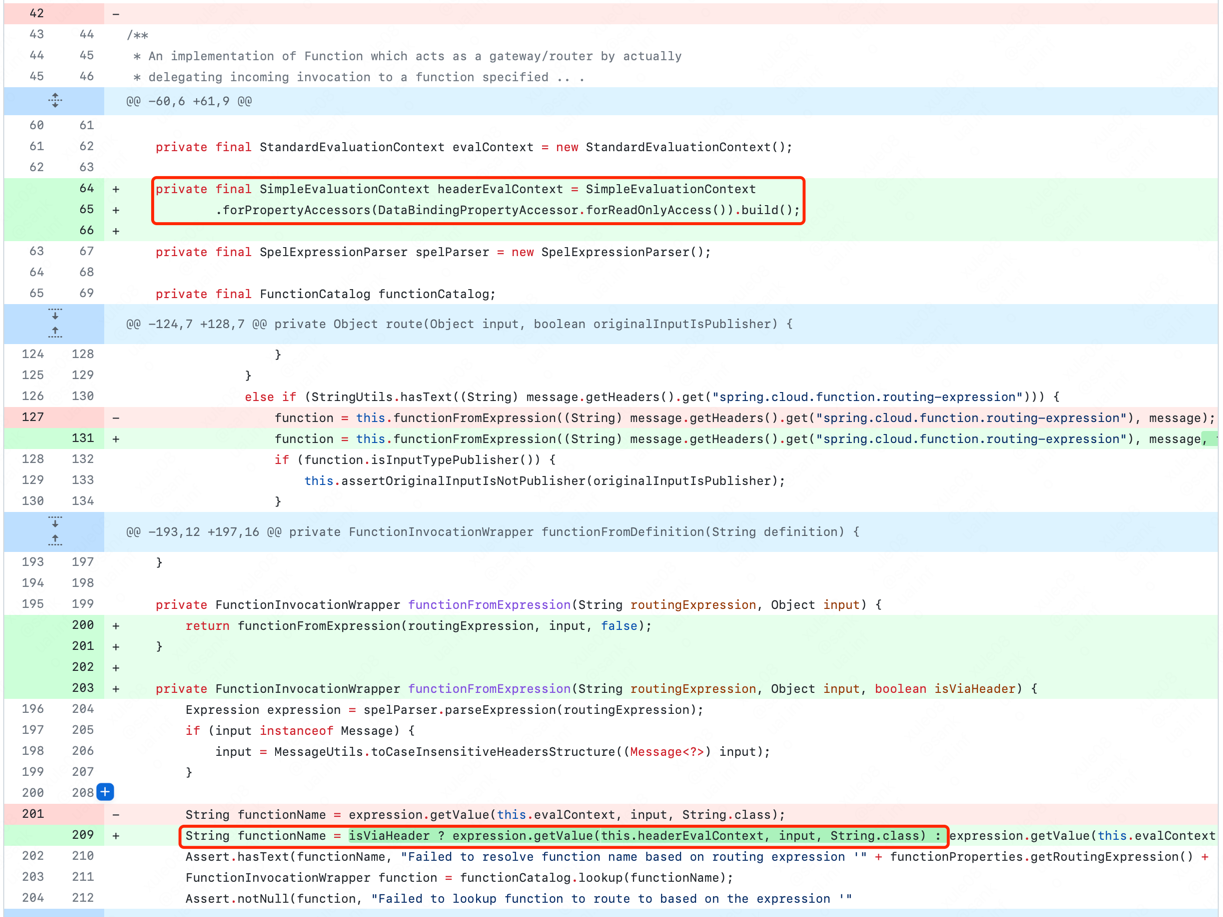 42 -
43 44 /**
44 45 * An implementation of Function which acts as a gateway/router by actually
45 46 * delegating incoming invocation to a function specified .. .
@@ -60,6 +61,9 @@
60 61
61 62 private final StandardEvaluationContext evalContext = new StandardEvaluationContext();
62 63
64 + private final SimpleEvaluationContext headerEvalContext = SimpleEvaluationContext
65 + .forPropertyAccessors(DataBindingPropertyAccessor.forReadOnlyAccess()).build();
66 +
63 67 private final SpelExpressionParser spelParser = new SpelExpressionParser();
64 68
65 69 private final FunctionCatalog functionCatalog;
@@ -124,7 +128,7 @@ private Object route(Object input, boolean originalInputIsPublisher) {
124 128 }
125 129 }
126 130 else if (StringUtils.hasText((String) message.getHeaders().get("spring.cloud.function.routing-expression"))) {
127 - function = this.functionFromExpression((String) message.getHeaders().get("spring.cloud.function.routing-expression"), message);
131 + function = this.functionFromExpression((String) message.getHeaders().get("spring.cloud.function.routing-expression"), message,
128 132 if (function.isInputTypePublisher()) {
129 133 this.assertOriginalInputIsNotPublisher(originalInputIsPublisher);
130 134 }
@@ -193,12 +197,16 @@ private FunctionInvocationWrapper functionFromDefinition(String definition) {
193 197 }
194 198
195 199 private FunctionInvocationWrapper functionFromExpression(String routingExpression, Object input) {
200 + return functionFromExpression(routingExpression, input, false);
201 + }
202 +
203 + private FunctionInvocationWrapper functionFromExpression(String routingExpression, Object input, boolean isViaHeader) {
196 204 Expression expression = spelParser.parseExpression(routingExpression);
197 205 if (input instanceof Message) {
198 206 input = MessageUtils.toCaseInsensitiveHeadersStructure((Message<?>) input);
199 207 }
200 208 +
201 - String functionName = expression.getValue(this.evalContext, input, String.class);
209 + String functionName = isViaHeader ? expression.getValue(this.headerEvalContext, input, String.class) : expression.getValue(this.evalContext
202 210 Assert.hasText(functionName, "Failed to resolve function name based on routing expression '" + functionProperties.getRoutingExpression() +
203 211 FunctionInvocationWrapper function = functionCatalog.lookup(functionName);
204 212 Assert.notNull(function, "Failed to lookup function to route to based on the expression '"